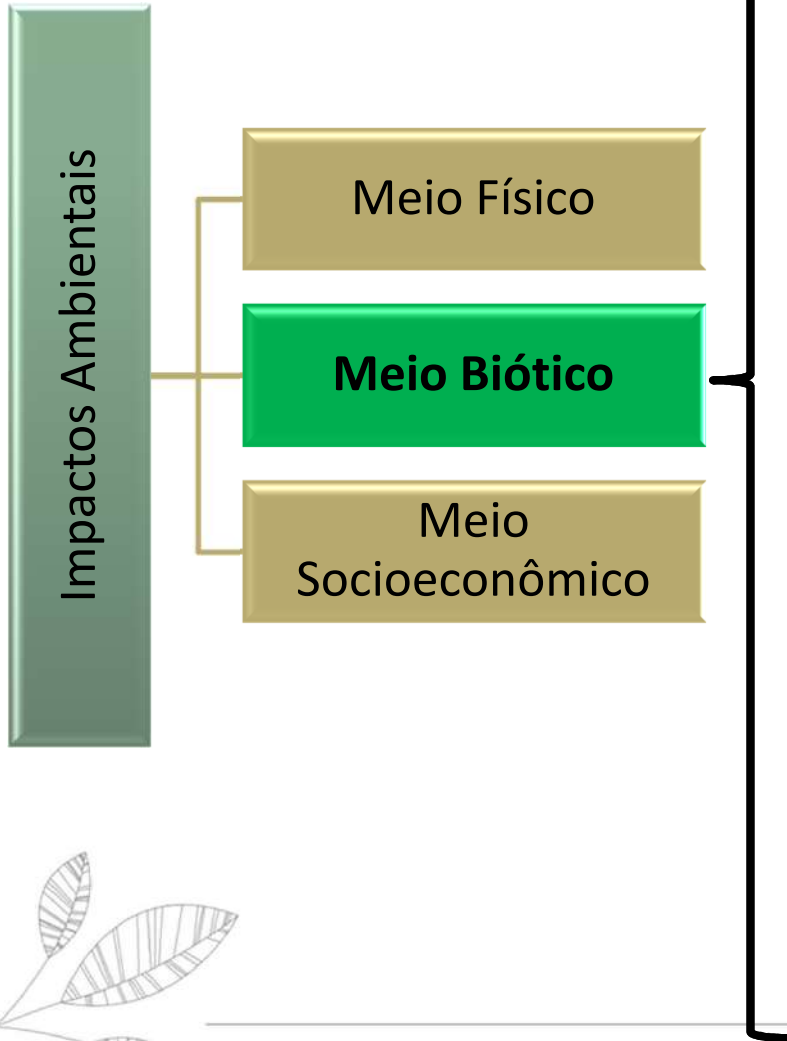 Impactos Ambientais
Meio Físico
Meio Biótico
Meio
Socioeconômico